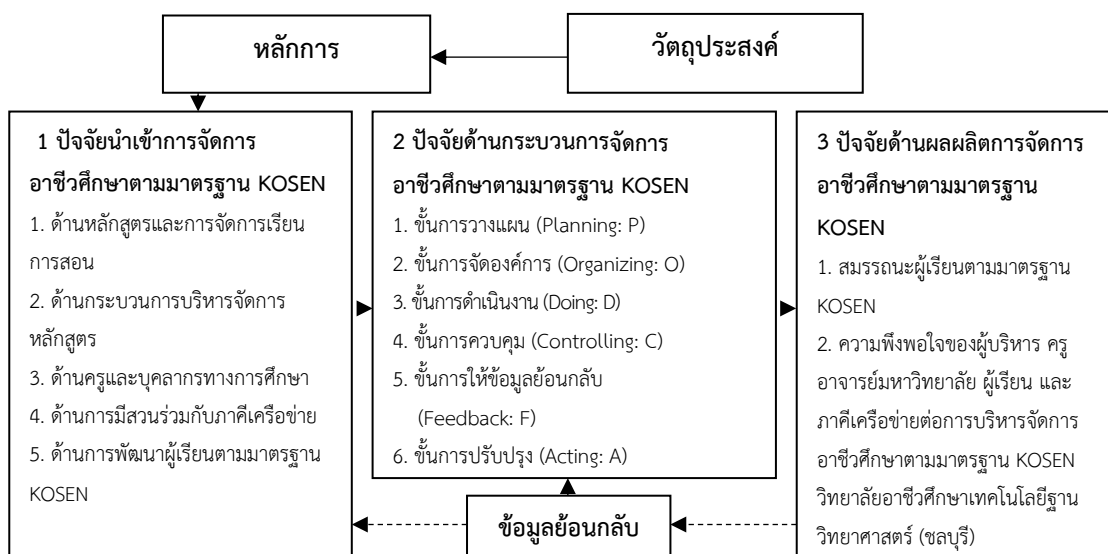 หลักการ
วัตถุประสงค์
1 ปัจจัยนำเข้าการจัดการ
อาชีวศึกษาตามมาตรฐาน KOSEN
1. ด้านหลักสูตรและการจัดการเรียน
การสอน
2. ด้านกระบวนการบริหารจัดการ
หลักสูตร
3. ด้านครูและบุคลากรทางการศึกษา
4. ด้านการมีส่วนร่วมกับภาคีเครือข่าย
5. ด้านการพัฒนาผู้เรียนตามมาตรฐาน
KOSEN
2 ปัจจัยด้านกระบวนการจัดการ
อาชีวศึกษาตามมาตรฐาน KOSEN
1. ขั้นการวางแผน (Planning: P)
2. ขั้นการจัดองค์การ (Organizing: O)
3. ขั้นการดำเนินงาน (Doing: D)
4. ขั้นการควบคุม (Controlling: C)
5. ขั้นการให้ข้อมูลย้อนกลับ
(Feedback: F)
6. ขั้นการปรับปรุง (Acting: A)
3 ปัจจัยด้านผลผลิตการจัดการ
อาชีวศึกษาตามมาตรฐาน
KOSEN
1. สมรรถนะผู้เรียนตามมาตรฐาน
KOSEN
2. ความพึงพอใจของผู้บริหาร ครู
อาจารย์มหาวิทยาลัย ผู้เรียน และ
ภาคีเครือข่ายต่อการบริหารจัดการ
อาชีวศึกษาตามมาตรฐาน KOSEN
วิทยาลัยอาชีวศึกษาเทคโนโลยีฐาน
วิทยาศาสตร์ (ชลบุรี)
ข้อมูลย้อนกลับ